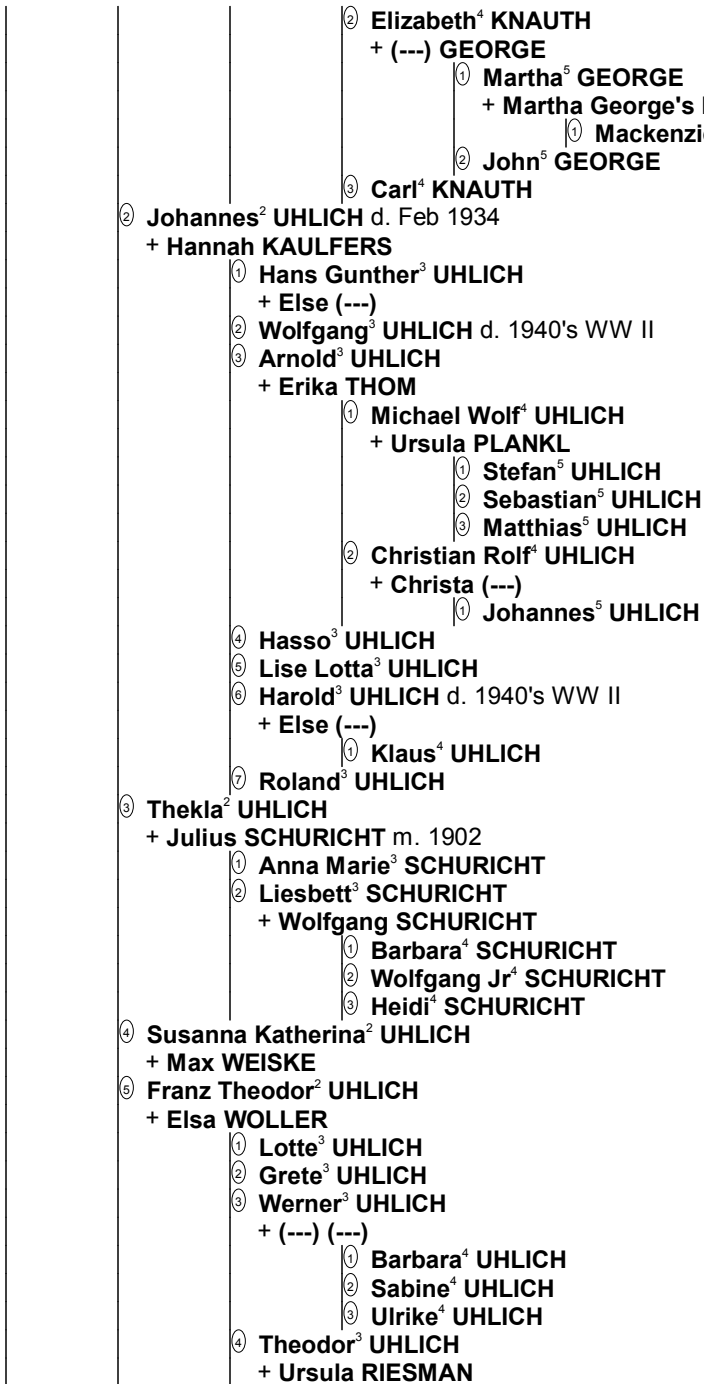 ② Elizabeth⁴ KNAUTH
+ (---) GEORGE
① Martha⁵ GEORGE
+ Martha George's
① Mackenzi
② John⁵ GEORGE
③ Carl⁴ KNAUTH
② Johannes² UHLICH d. Feb 1934
+ Hannah KAULFERS
① Hans Gunther³ UHLICH
+ Else (---)
② Wolfgang³ UHLICH d. 1940's WW II
③ Arnold³ UHLICH
+ Erika THOM
① Michael Wolf⁴ UHLICH
+ Ursula PLANKL
① Stefan⁵ UHLICH
② Sebastian⁵ UHLICH
③ Matthias⁵ UHLICH
② Christian Rolf⁴ UHLICH
+ Christa (---)
① Johannes⁵ UHLICH
④ Hasso³ UHLICH
⑤ Lise Lotta³ UHLICH
⑥ Harold³ UHLICH d. 1940's WW II
+ Else (---)
① Klaus⁴ UHLICH
⑦ Roland³ UHLICH
③ Thekla² UHLICH
+ Julius SCHURICHT m. 1902
① Anna Marie³ SCHURICHT
② Liesbett³ SCHURICHT
+ Wolfgang SCHURICHT
① Barbara⁴ SCHURICHT
② Wolfgang Jr⁴ SCHURICHT
③ Heidi⁴ SCHURICHT
④ Susanna Katherina² UHLICH
+ Max WEISKE
⑤ Franz Theodor² UHLICH
+ Elsa WOLLER
① Lotte³ UHLICH
② Grete³ UHLICH
③ Werner³ UHLICH
+ (---) (---)
① Barbara⁴ UHLICH
② Sabine⁴ UHLICH
③ Ulrike⁴ UHLICH
④ Theodor³ UHLICH
+ Ursula RIESMAN